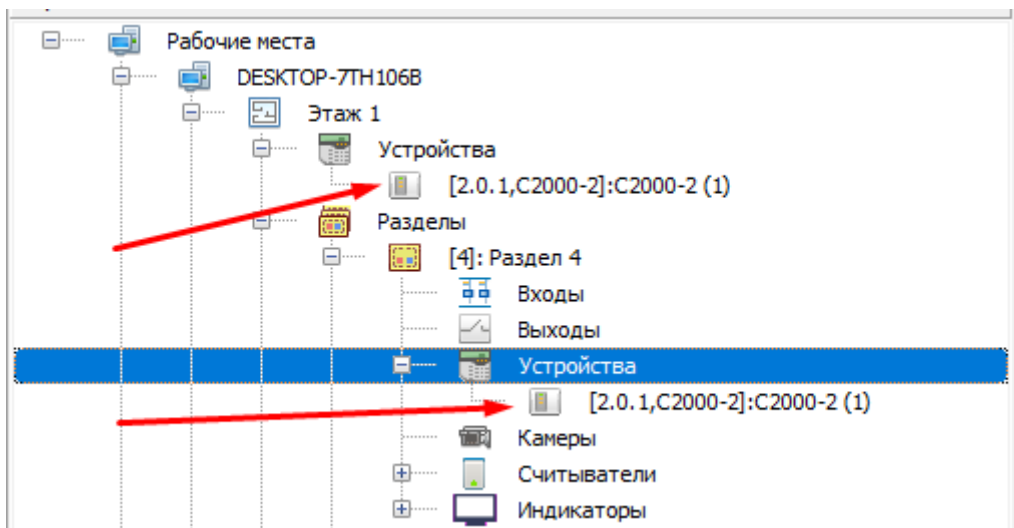 Рабочие места
DESKTOP-7TH106B
Этаж 1
Устройства
[2.0.1,С2000-2]:С2000-2 (1)
Разделы
[4]: Раздел 4
Входы
Выходы
Устройства
[2.0.1,С2000-2]:С2000-2 (1)
Камеры
Считыватели
Индикаторы